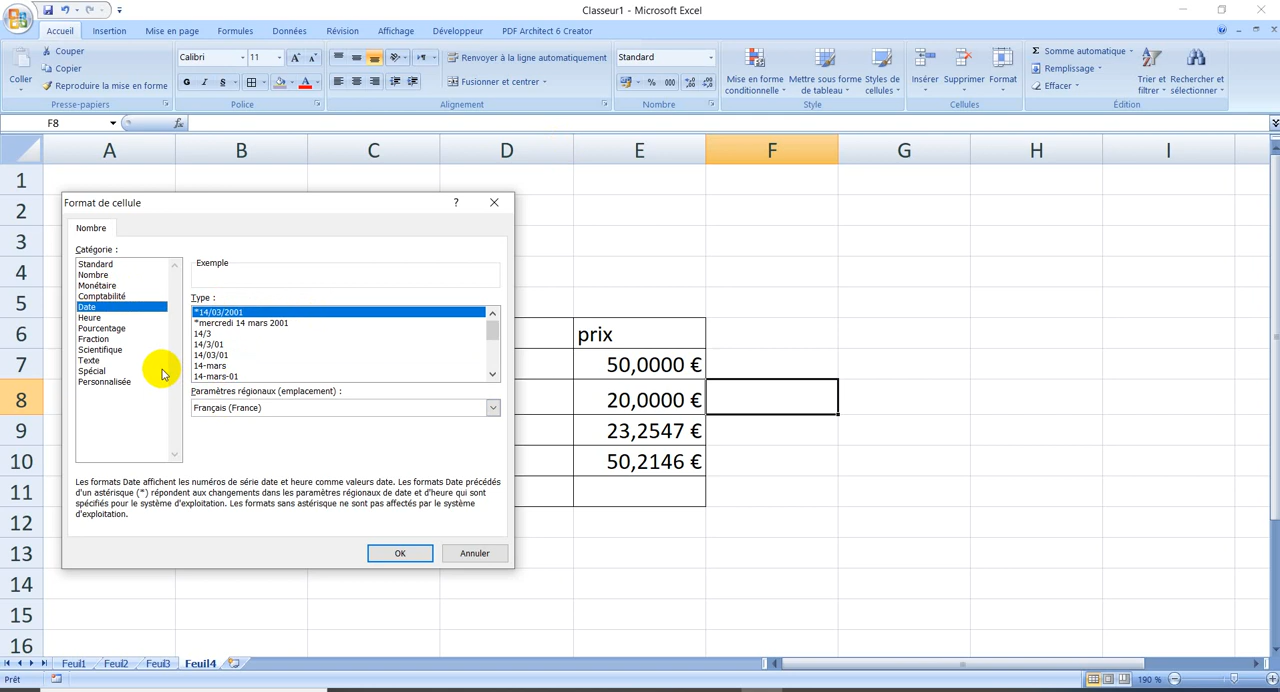 Classeur1 - Microsoft Excel
Accueil
Insertion
Mise en page
Formules
Données
Révision
Affichage
Développeur
PDF Architect 6 Creator
Coller
Couper
Copier
Reproduire la mise en forme
Presse-papiers
Calibri
11
G I S
Police
Renvoyer à la ligne automatiquement
Fusionner et centrer
Alignement
Standard
% 000
Nombre
Mise en forme conditionnelle
Mettre sous forme de tableau
Styles de cellules
Style
Insérer
Supprimer
Format
Cellules
Σ Somme automatique
Remplissage
Effacer
Trier et filtrer
Rechercher et sélectionner
Édition
F8
fx
A B C D E F G H I
1
2
3
4
5
6 prix
7 50,0000 €
8 20,0000 €
9 23,2547 €
10 50,2146 €
11
12
13
14
15
16
Format de cellule
?
Nombre
Catégorie :
Standard
Nombre
Monétaire
Comptabilité
Date
Heure
Pourcentage
Fraction
Scientifique
Texte
Spécial
Personnalisée
Exemple
Type :
*14/03/2001
*mercredi 14 mars 2001
14/3
14/3/01
14/03/01
14-mars
14-mars-01
Paramètres régionaux (emplacement) :
Français (France)
Les formats Date affichent les numéros de série date et heure comme valeurs date. Les formats Date précédés
d'un astérisque (*) répondent aux changements dans les paramètres régionaux de date et d'heure qui sont
spécifiés pour le système d'exploitation. Les formats sans astérisque ne sont pas affectés par le système
d'exploitation.
OK
Annuler
Feuil1
Feuil2
Feuil3
Feuil4
Prêt
190 %